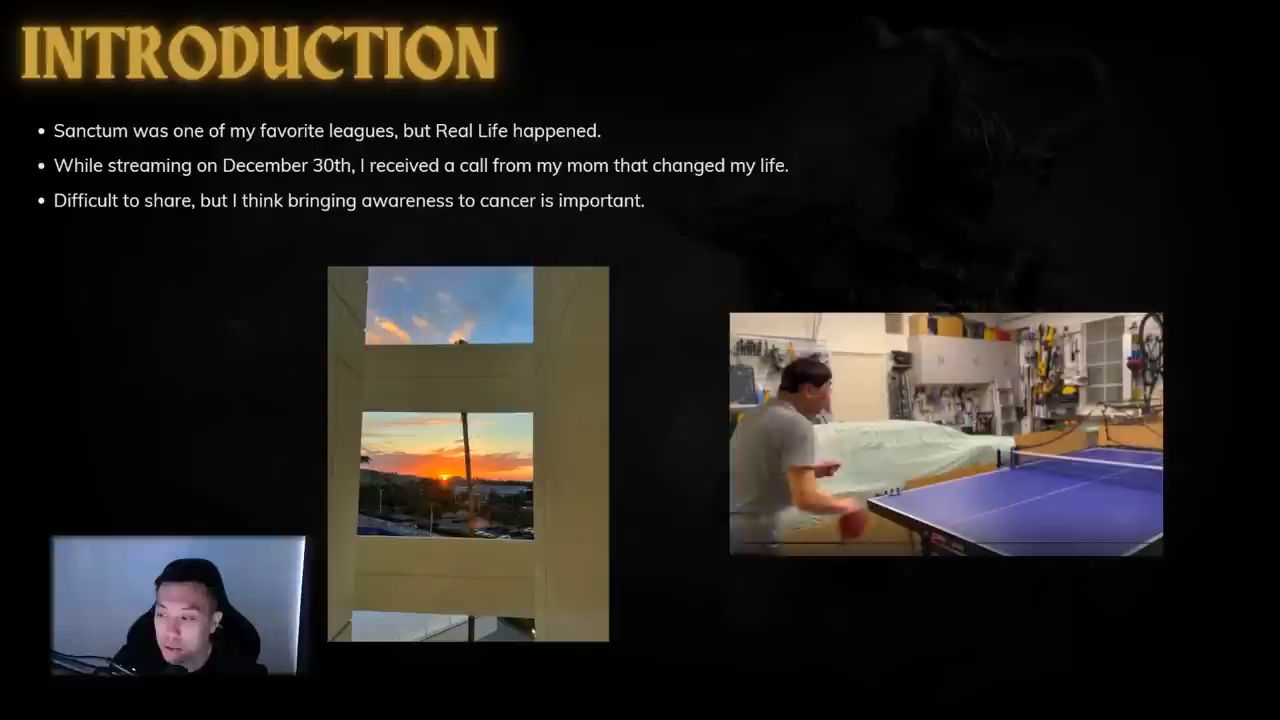 INTRODUCTION
• Sanctum was one of my favorite leagues, but Real Life happened.
• While streaming on December 30th, I received a call from my mom that changed my life.
• Difficult to share, but I think bringing awareness to cancer is important.